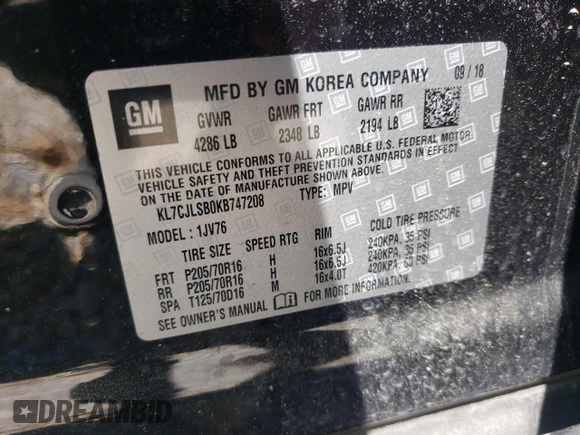 GM
MFD BY GM KOREA COMPANY 09/18
GVWR GAWR FRT GAWR RR
4286 LB 2348 LB 2194 LB
THIS VEHICLE CONFORMS TO ALL APPLICABLE U.S. FEDERAL MOTOR
VEHICLE SAFETY AND THEFT PREVENTION STANDARDS IN EFFECT
ON THE DATE OF MANUFACTURE SHOWN ABOVE.
KL7CJLSB0KB747208 TYPE: MPV
MODEL: 1JV76
TIRE SIZE SPEED RTG RIM COLD TIRE PRESSURE
FRT P205/70R16 H 16x6.5J 240KPA, 35 PSI
RR P205/70R16 H 16x6.5J 240KPA, 35 PSI
SPA T125/70D16 M 16x4.0T 420KPA, 60 PSI
SEE OWNER'S MANUAL FOR MORE INFORMATION.
DREAMBID